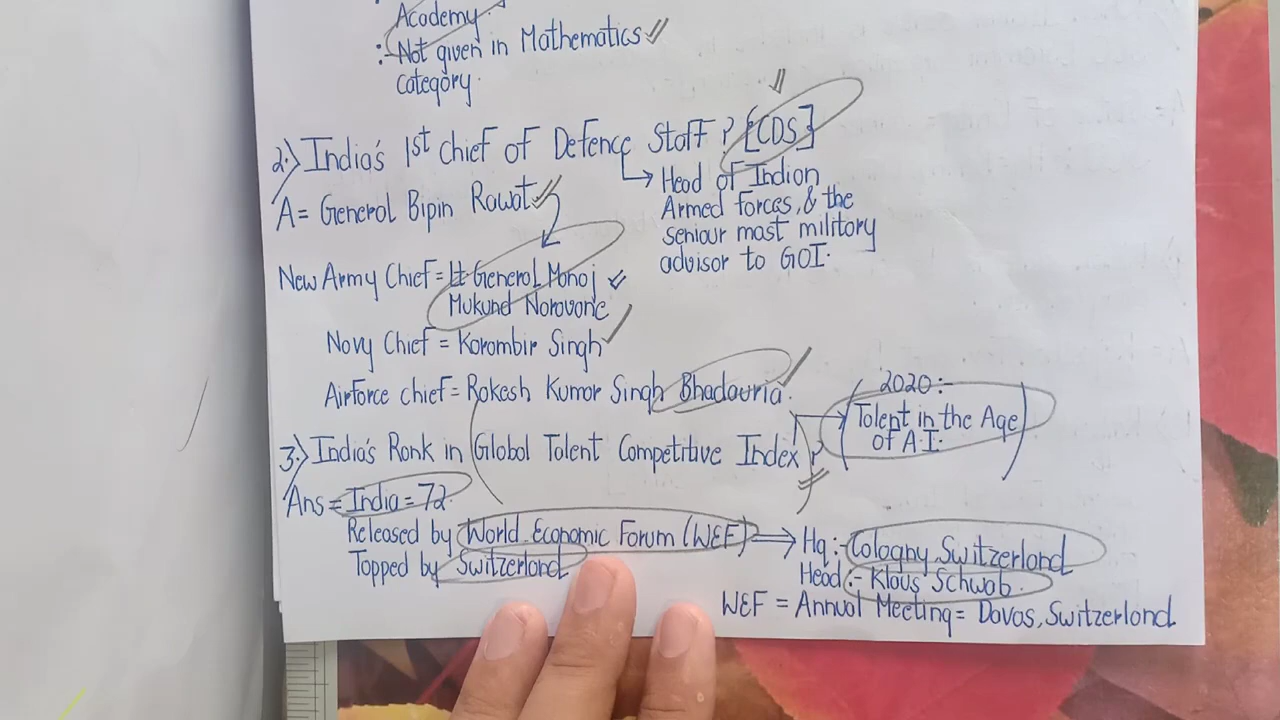 Academy.
:- Not given in Mathematics
category.
2.) India's 1st chief of Defence Staff ? [CDS]
Head of Indian
Armed forces, & the
seniour most military
advisor to GOI.
A = General Bipin Rawat
New Army Chief = Lt General Manoj
Mukund Naravane
Navy Chief = Karambir Singh
AirForce chief = Rakesh Kumar Singh Bhadauria.
2020:-
Talent in the Age
of A.I.
3.) India's Rank in Global Talent Competitive Index ?
Ans = India = 72.
Released by World Economic Forum (WEF) ⟹ Hq :- Cologny, Switzerland
Topped by Switzerland
Head :- Klaus Schwab.
WEF = Annual Meeting = Davos, Switzerland